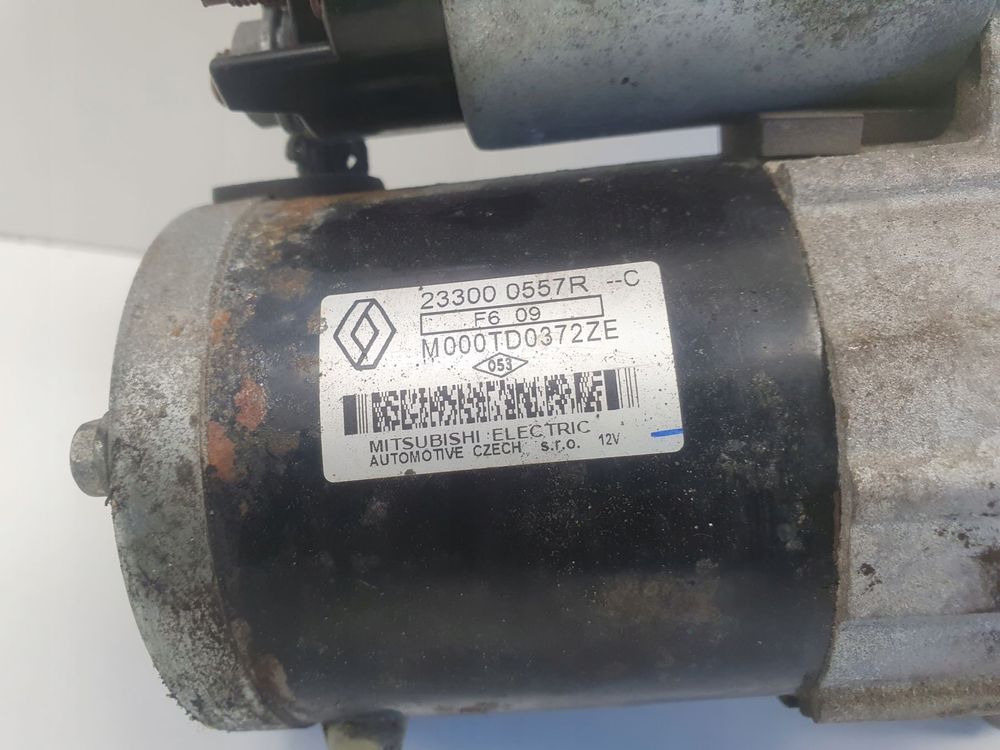 23300 0557R --C
F6 09
M000TD0372ZE
053
MITSUBISHI ELECTRIC
AUTOMOTIVE CZECH s.r.o. 12V